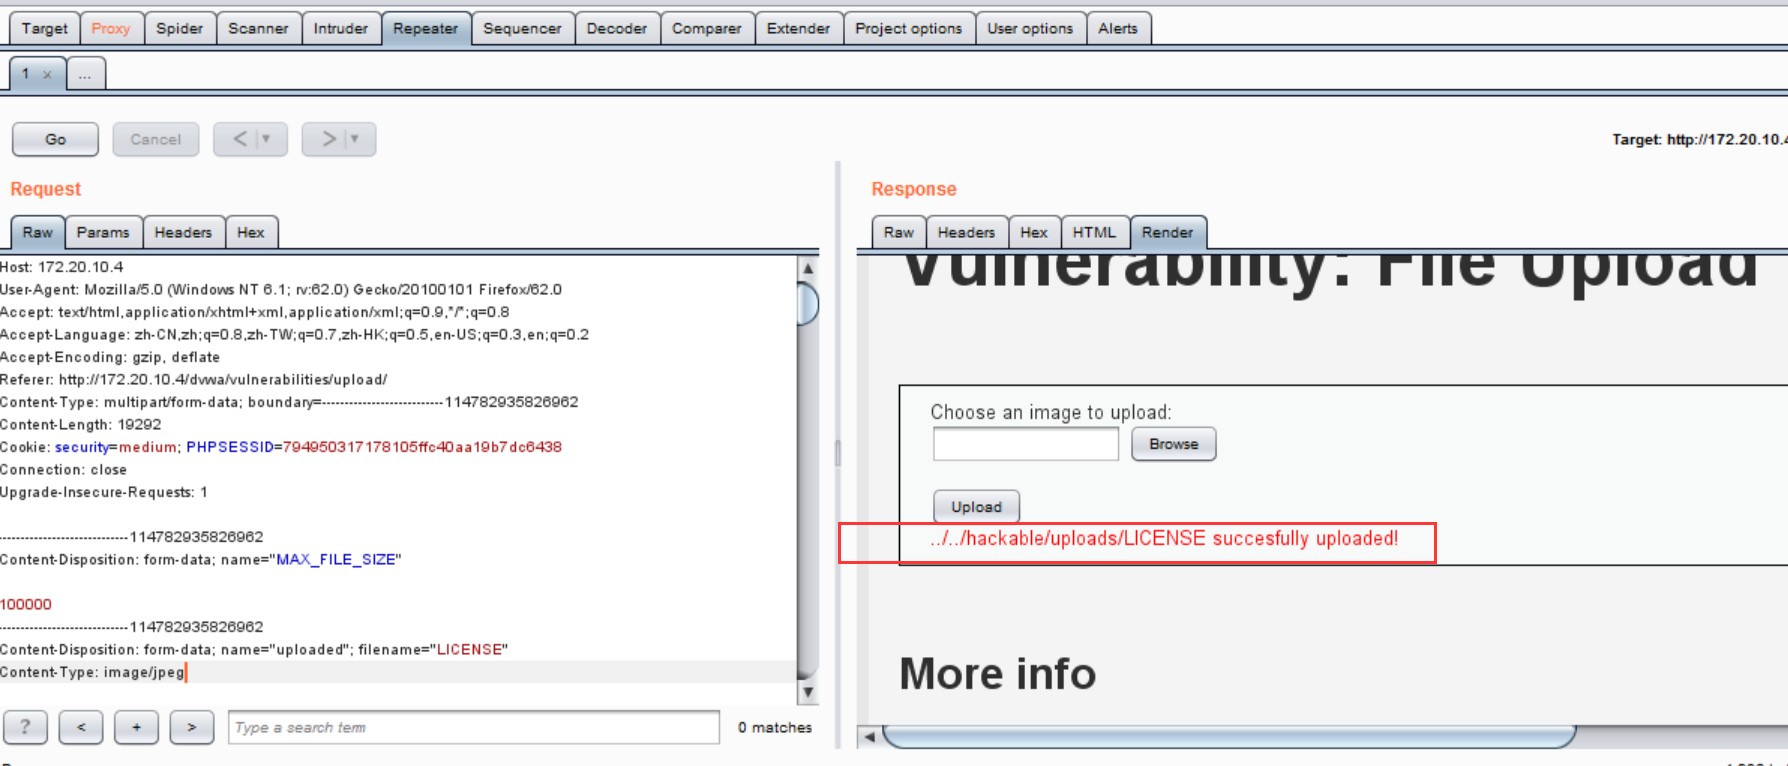 Target Proxy Spider Scanner Intruder Repeater Sequencer Decoder Comparer Extender Project options User options Alerts
1 x ...
Go Cancel < > Target: http://172.20.10.4
Request
Raw Params Headers Hex
Host: 172.20.10.4
User-Agent: Mozilla/5.0 (Windows NT 6.1; rv:62.0) Gecko/20100101 Firefox/62.0
Accept: text/html,application/xhtml+xml,application/xml;q=0.9,*/*;q=0.8
Accept-Language: zh-CN,zh;q=0.8,zh-TW;q=0.7,zh-HK;q=0.5,en-US;q=0.3,en;q=0.2
Accept-Encoding: gzip, deflate
Referer: http://172.20.10.4/dvwa/vulnerabilities/upload/
Content-Type: multipart/form-data; boundary=---------------------------114782935826962
Content-Length: 19292
Cookie: security=medium; PHPSESSID=794950317178105ffc40aa19b7dc6438
Connection: close
Upgrade-Insecure-Requests: 1
-----------------------------114782935826962
Content-Disposition: form-data; name="MAX_FILE_SIZE"
100000
-----------------------------114782935826962
Content-Disposition: form-data; name="uploaded"; filename="LICENSE"
Content-Type: image/jpeg
? < + > Type a search term 0 matches
Response
Raw Headers Hex HTML Render
Vulnerability: File Upload
Choose an image to upload:
Browse
Upload
../../hackable/uploads/LICENSE succesfully uploaded!
More info